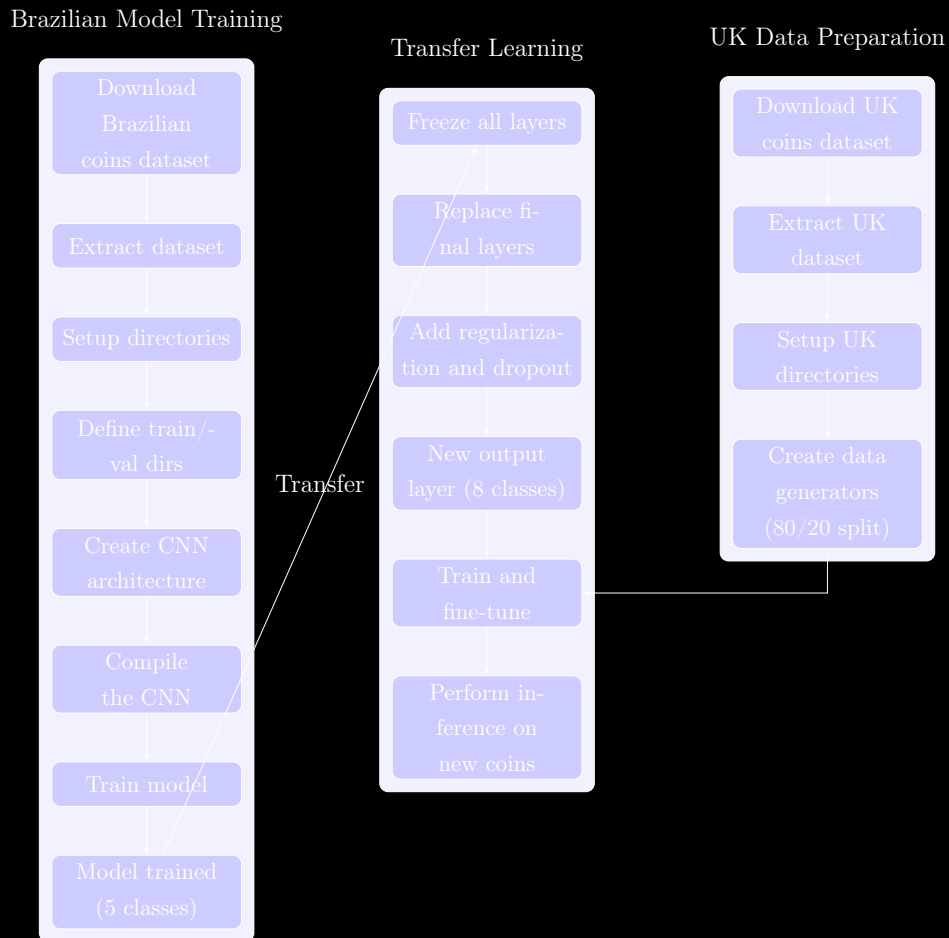 Brazilian Model Training
Download
Brazilian
coins dataset
Extract dataset
Setup directories
Define train/-
val dirs
Create CNN
architecture
Compile
the CNN
Train model
Model trained
(5 classes)
Transfer
Transfer Learning
Freeze all layers
Replace fi-
nal layers
Add regulariza-
tion and dropout
New output
layer (8 classes)
Train and
fine-tune
Perform in-
ference on
new coins
UK Data Preparation
Download UK
coins dataset
Extract UK
dataset
Setup UK
directories
Create data
generators
(80/20 split)